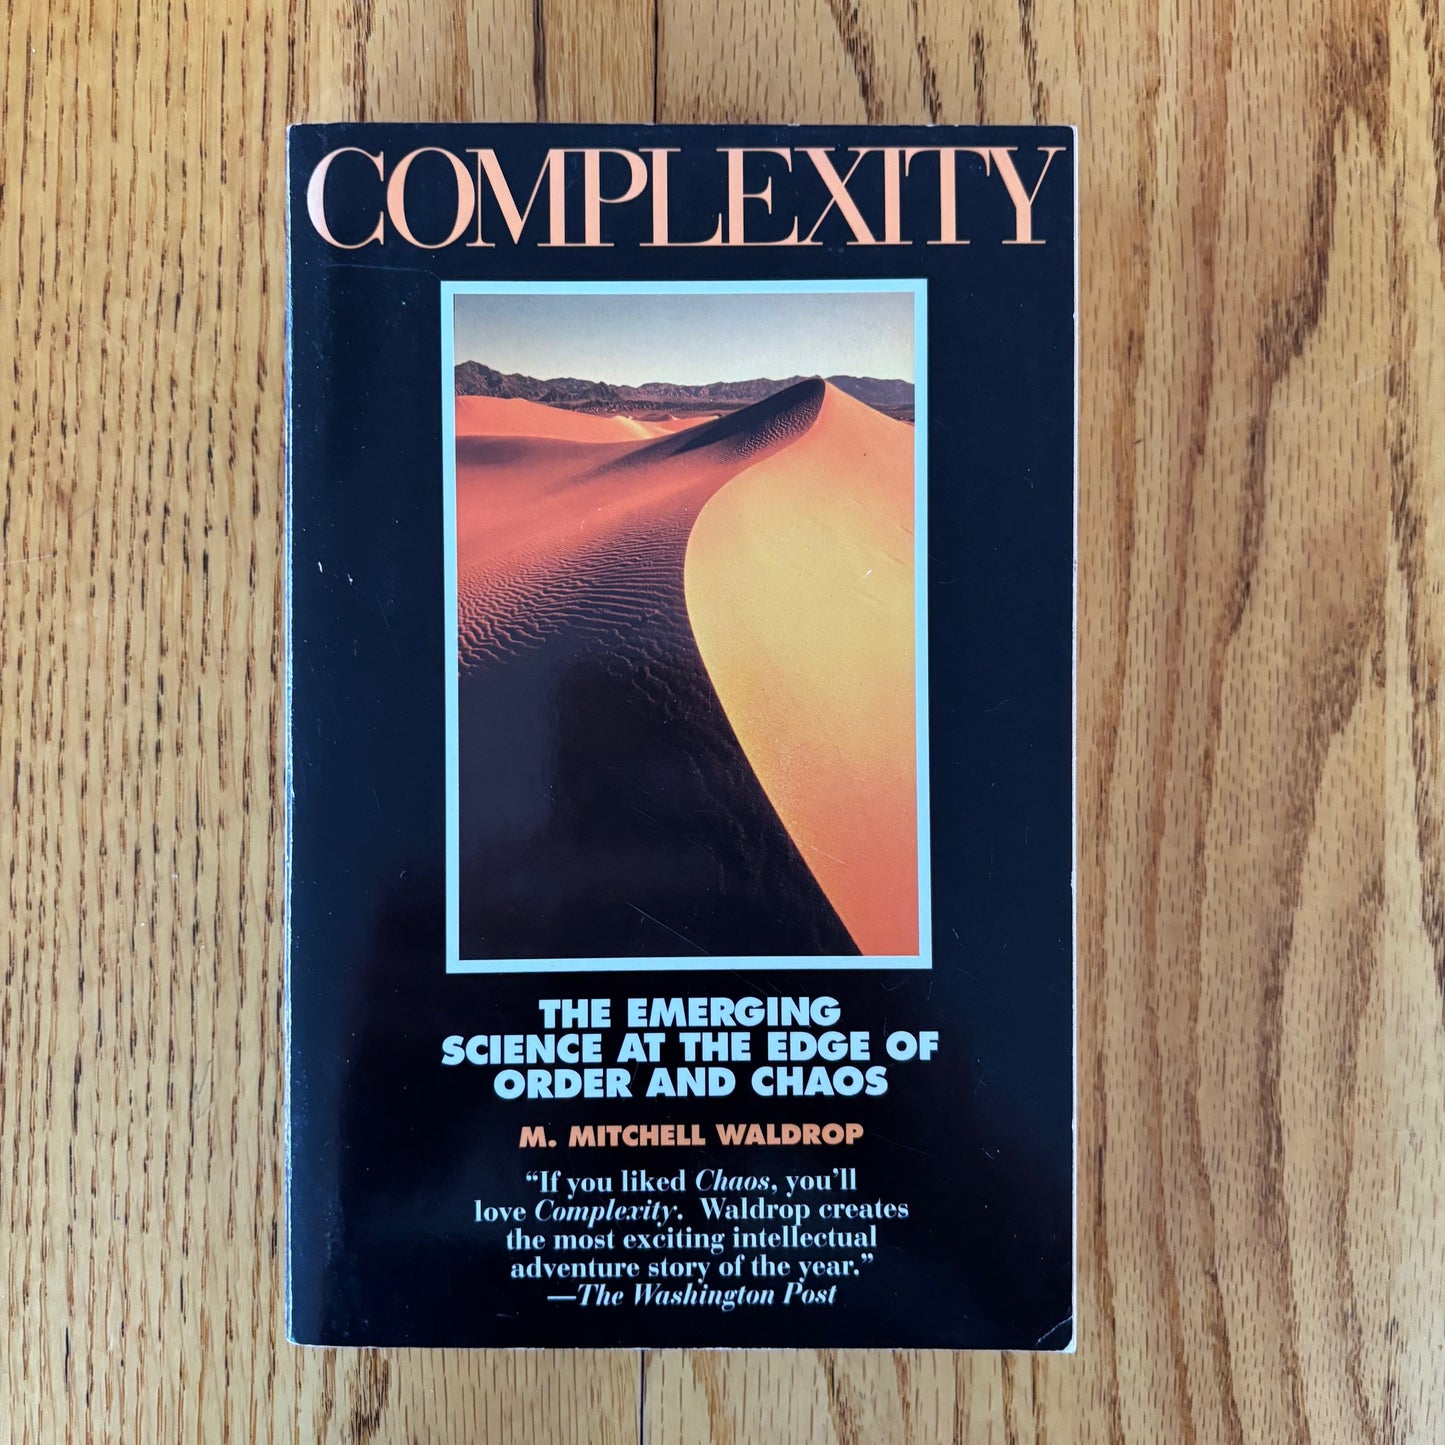 COMPLEXITY
THE EMERGING
SCIENCE AT THE EDGE OF
ORDER AND CHAOS
M. MITCHELL WALDROP
“If you liked Chaos, you’ll
love Complexity. Waldrop creates
the most exciting intellectual
adventure story of the year.”
—The Washington Post